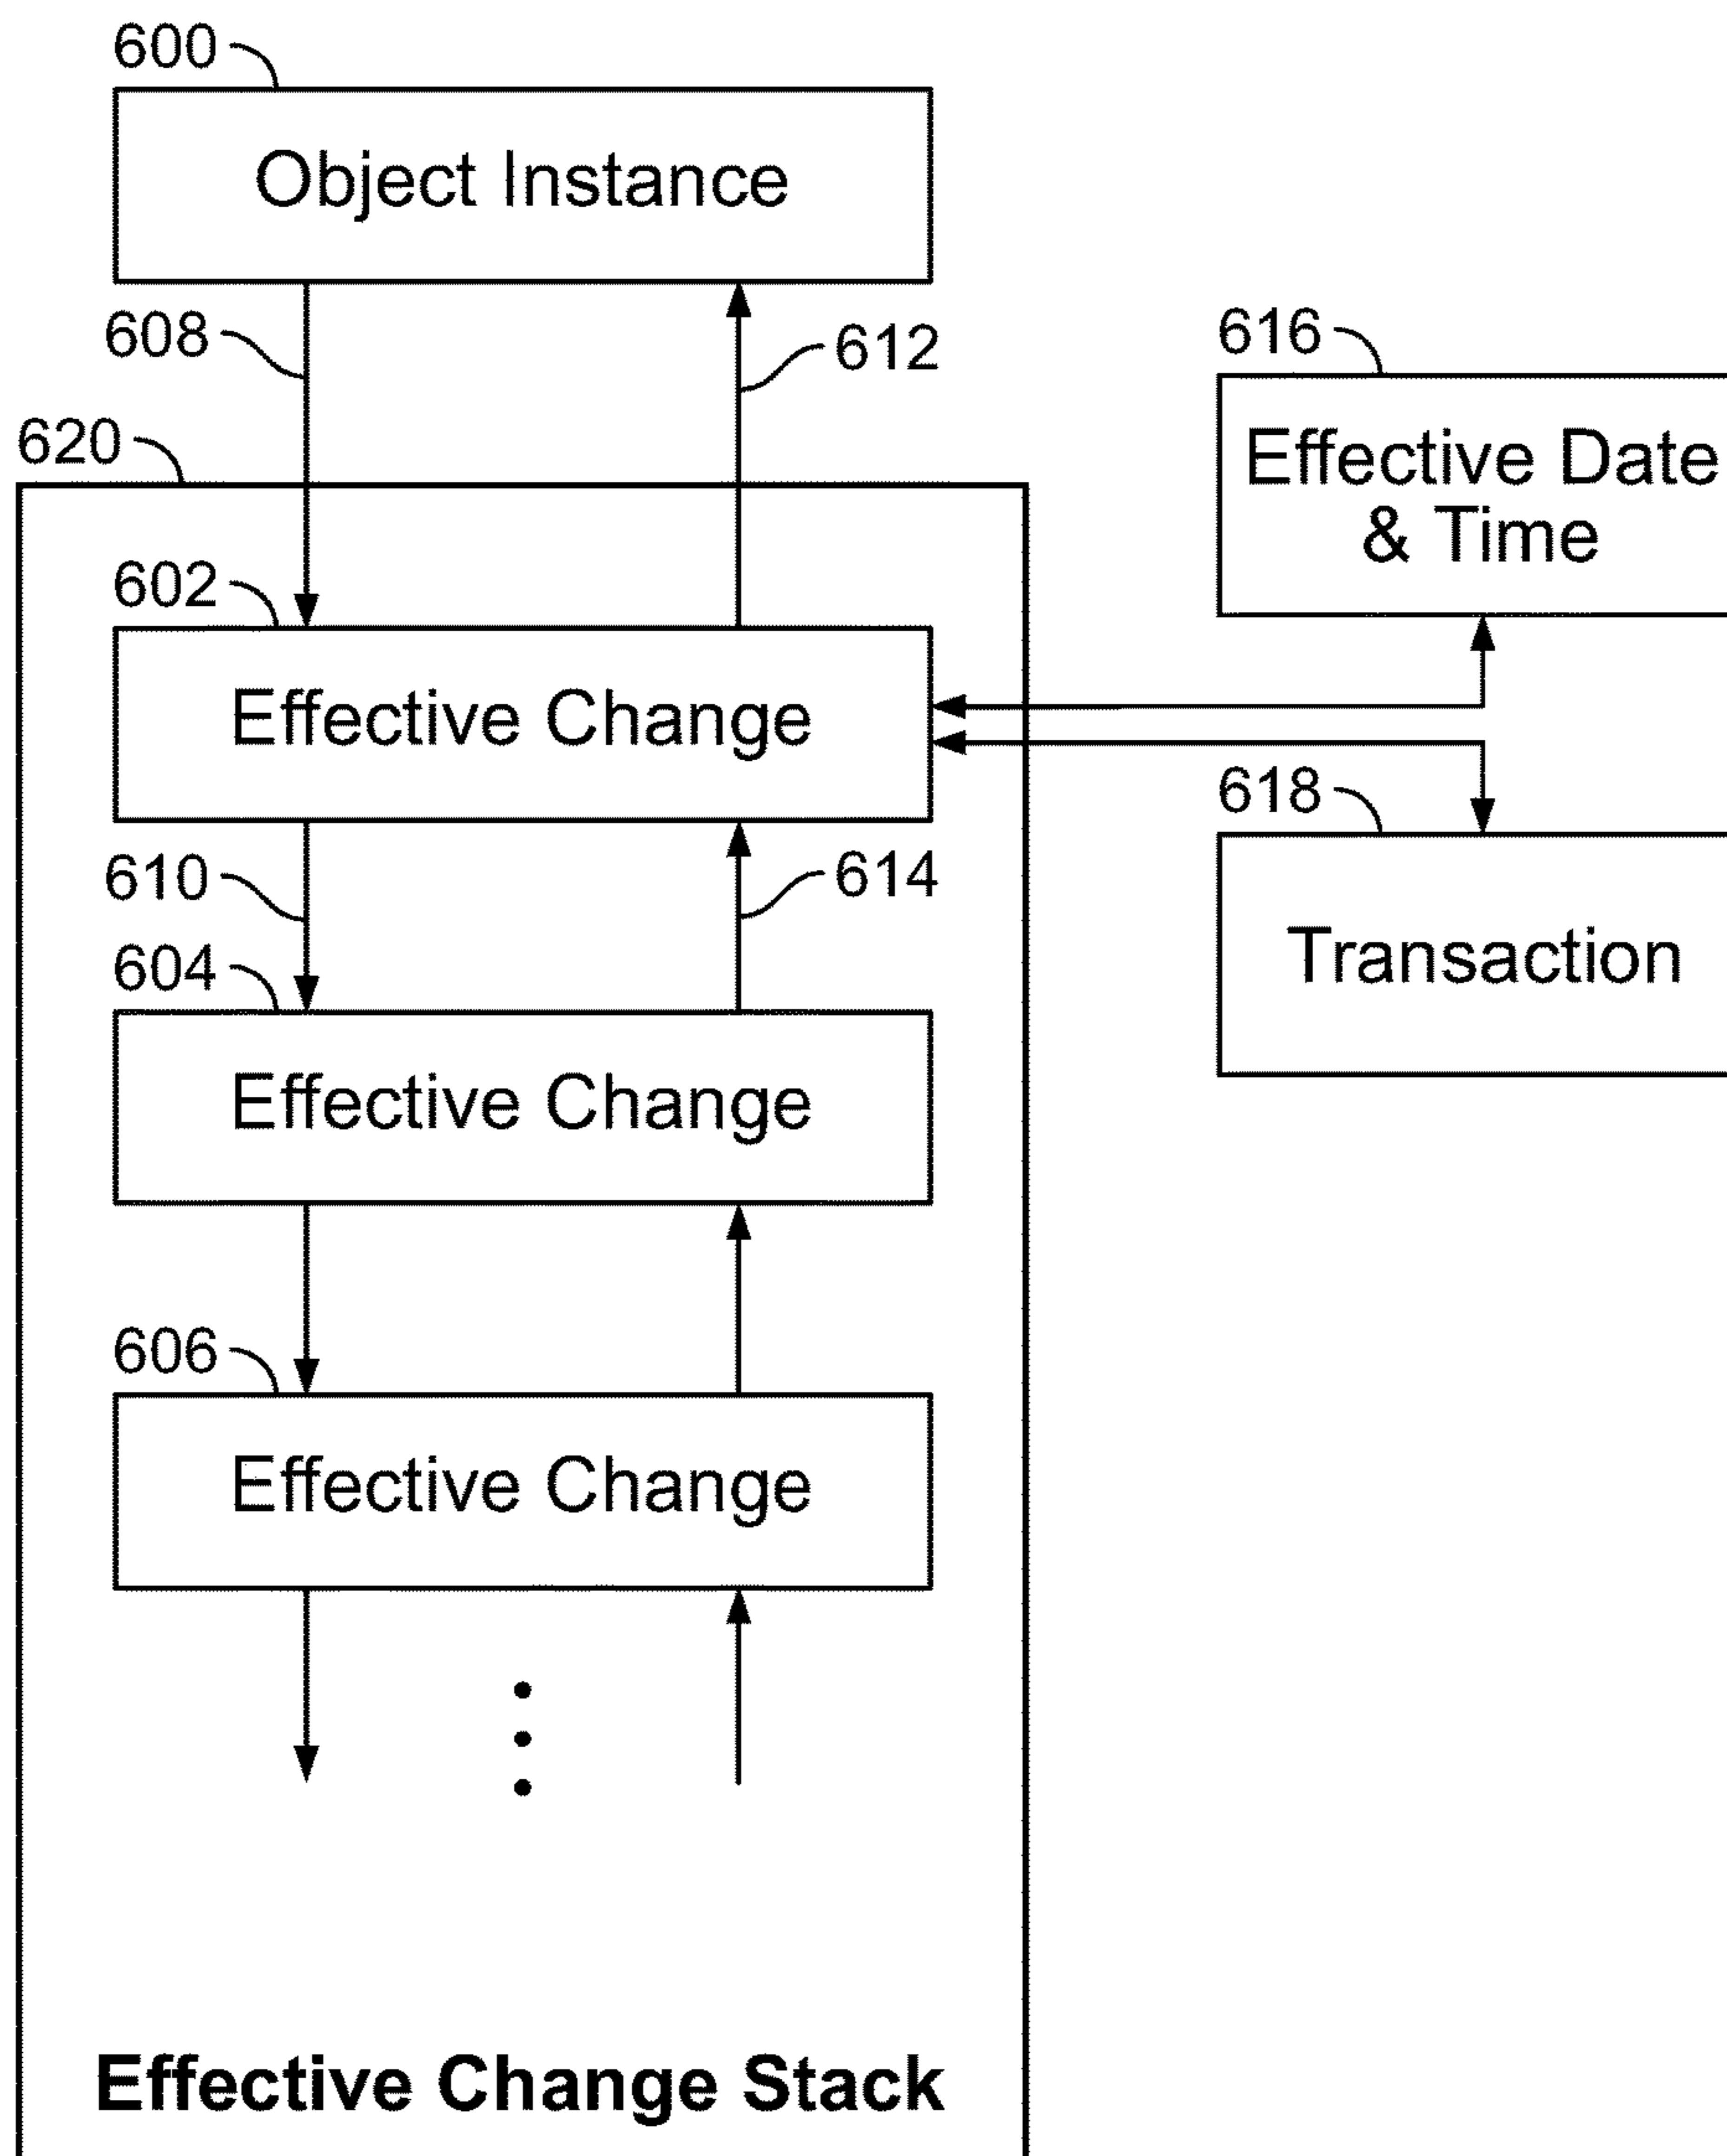 600
Object Instance
608
612
616
620
Effective Date
& Time
602
Effective Change
618
610
614
Transaction
604
Effective Change
606
Effective Change
Effective Change Stack